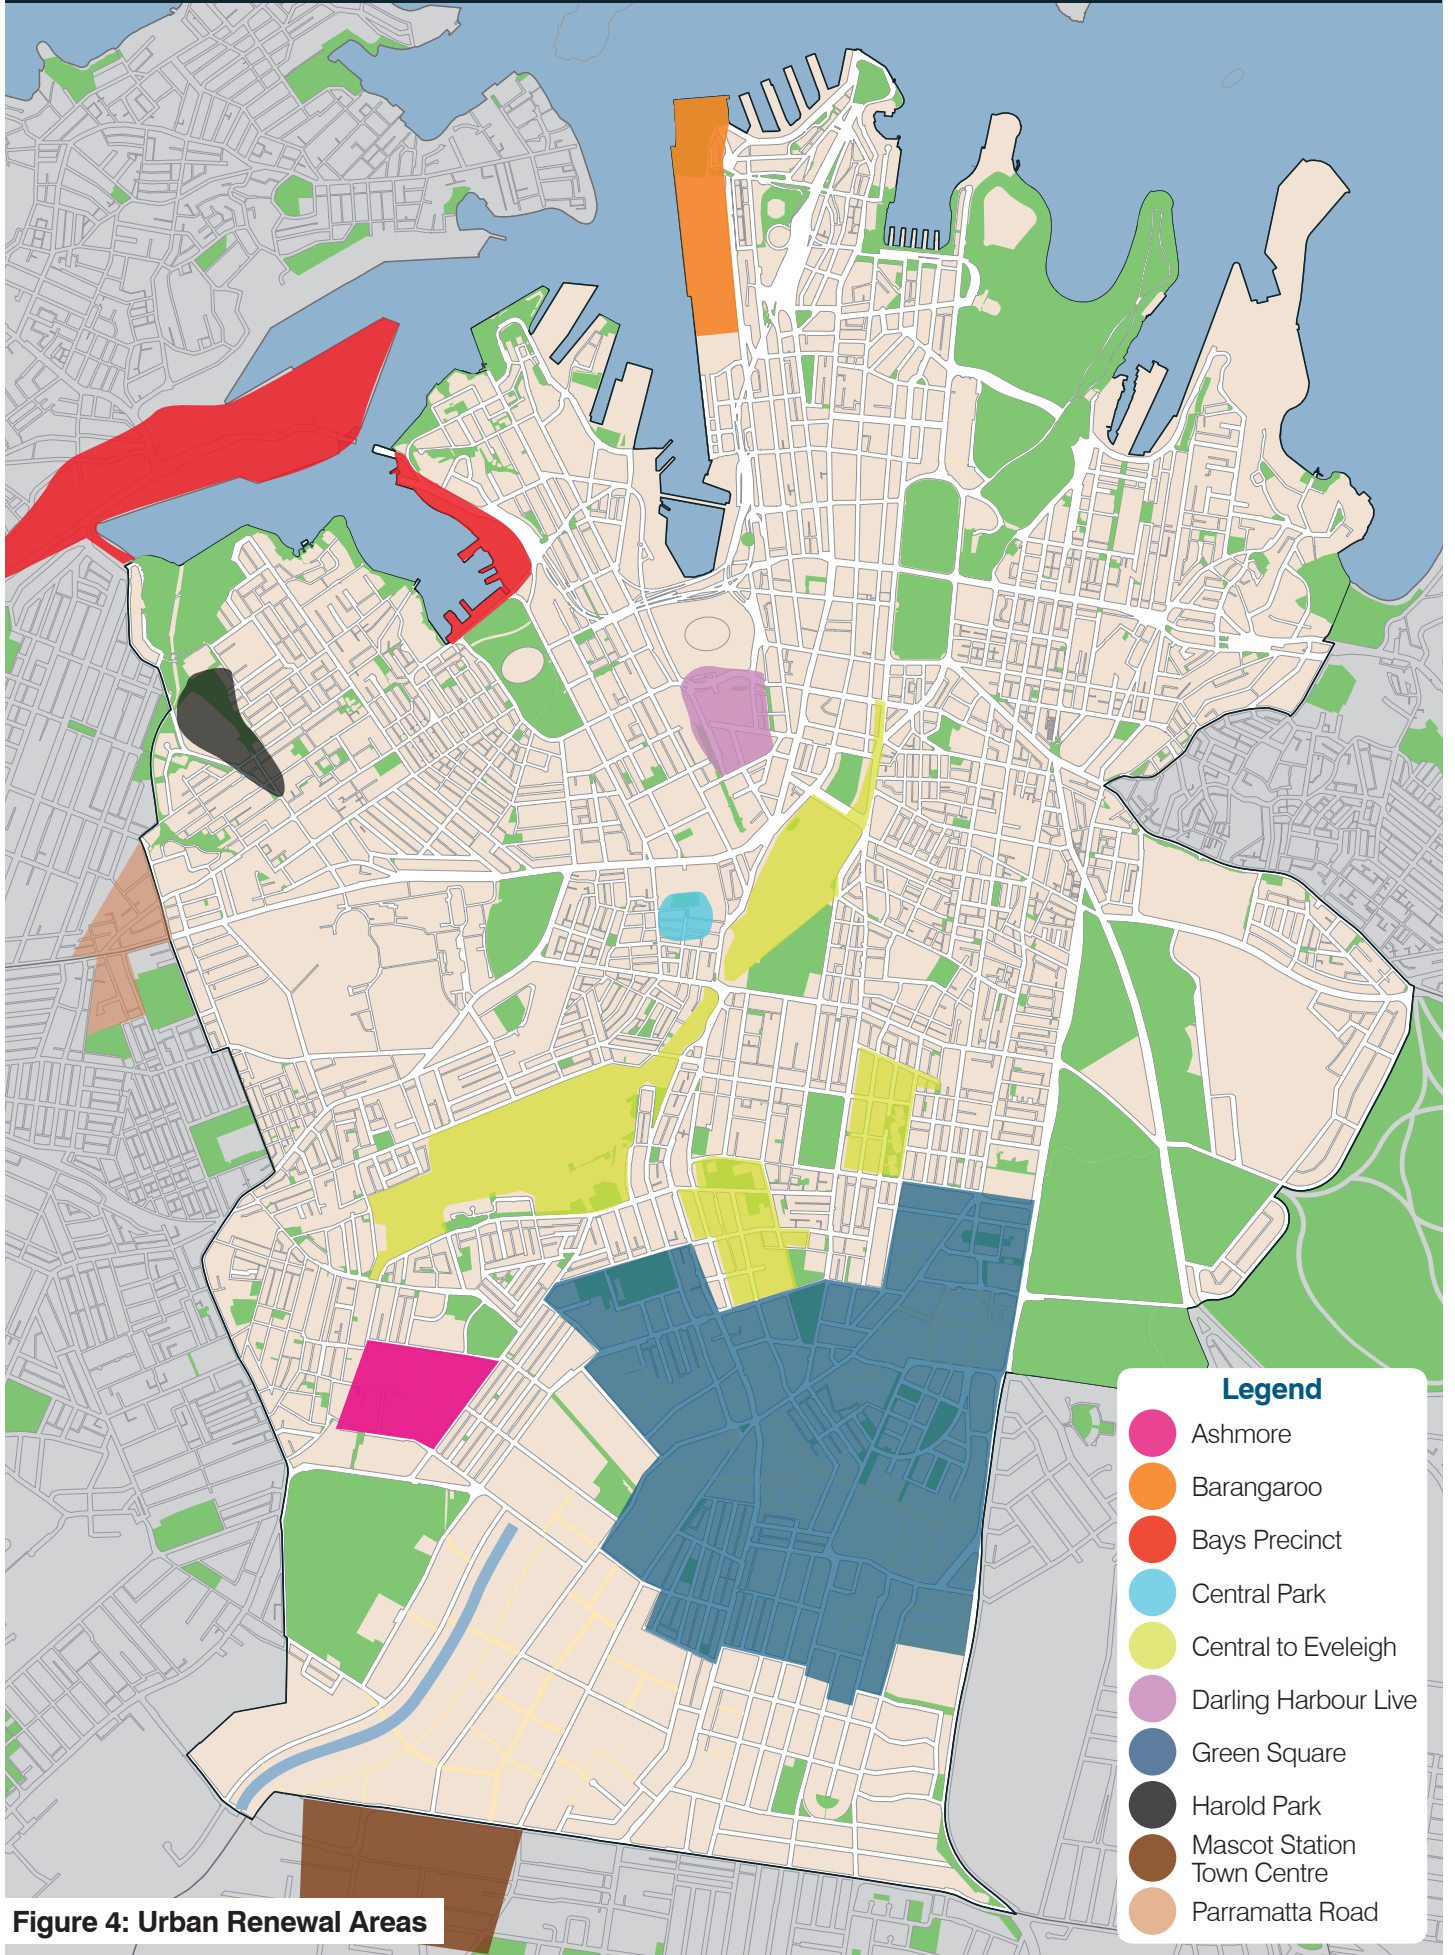 Legend
Ashmore
Barangaroo
Bays Precinct
Central Park
Central to Eveleigh
Darling Harbour Live
Green Square
Harold Park
Mascot Station
Town Centre
Parramatta Road
Figure 4: Urban Renewal Areas